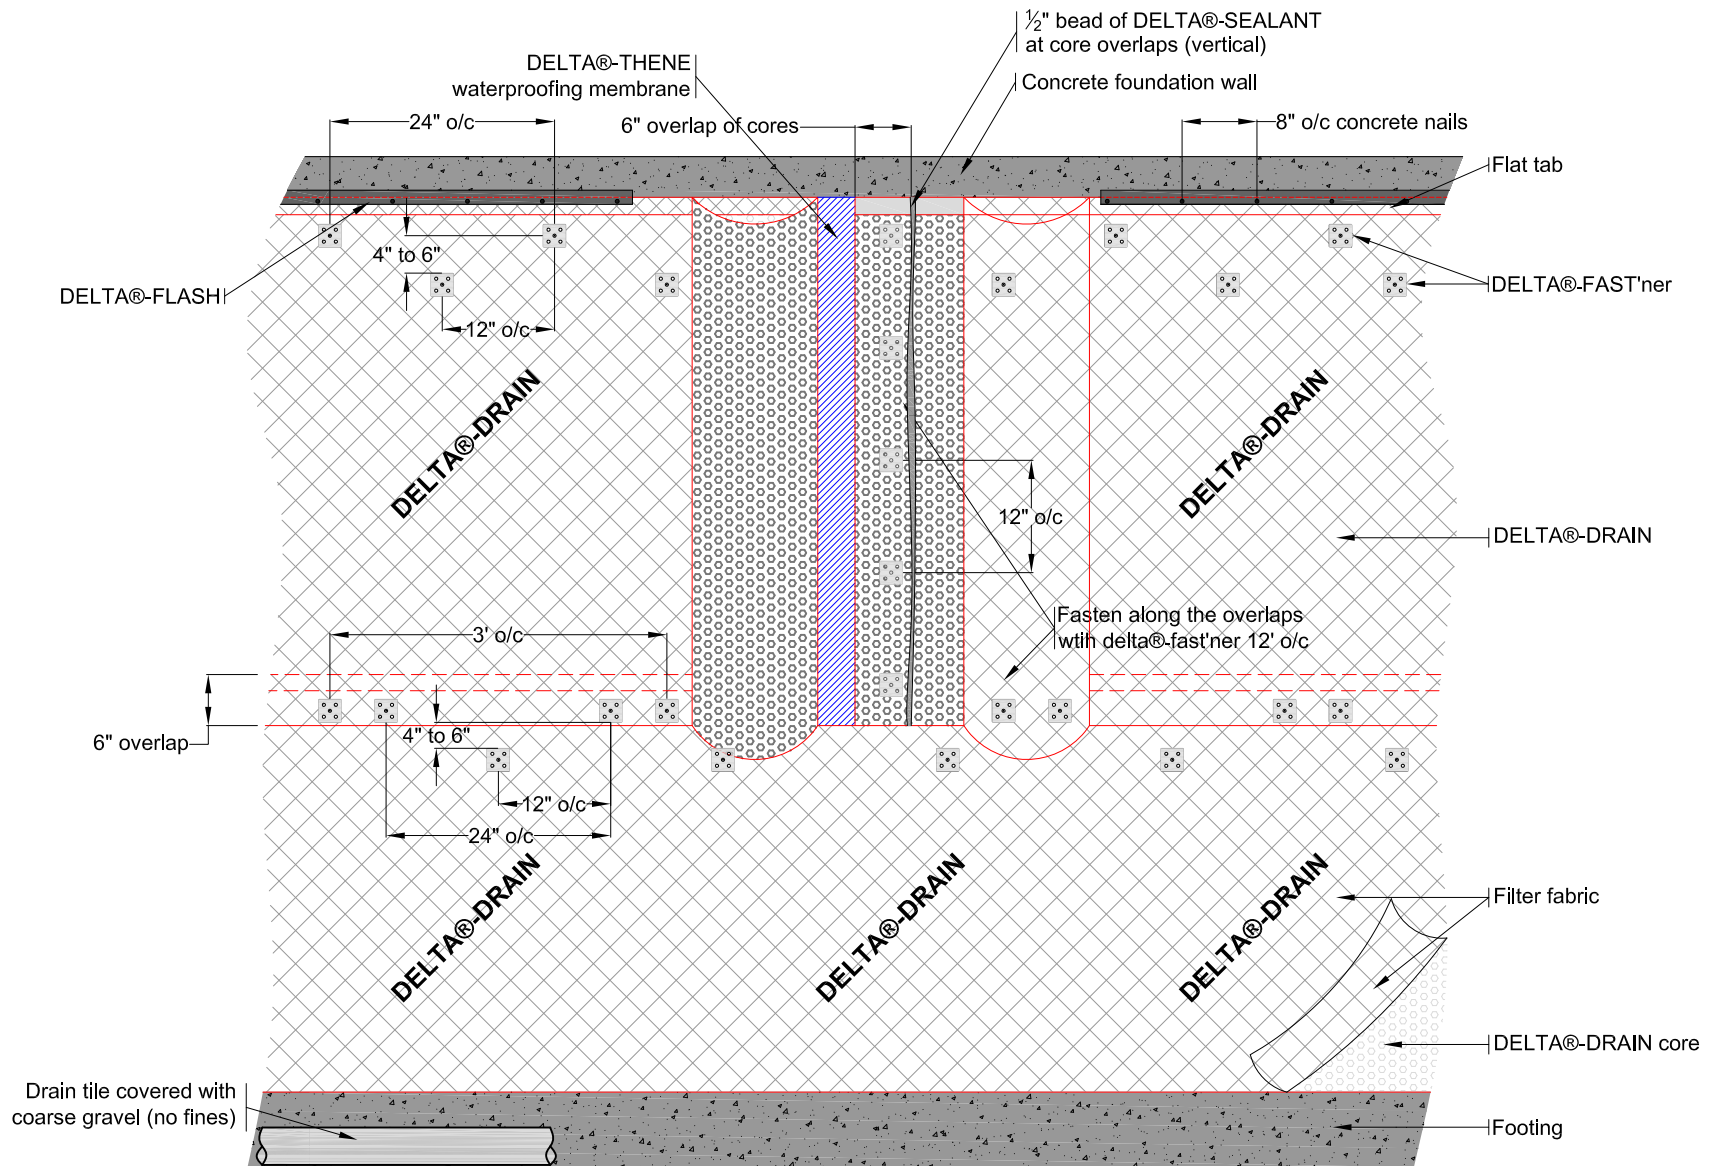 ½" bead of DELTA®-SEALANT
at core overlaps (vertical)
DELTA®-THENE
waterproofing membrane
Concrete foundation wall
24" o/c
6" overlap of cores
8" o/c concrete nails
Flat tab
4" to 6"
DELTA®-FLASH
DELTA®-FAST'ner
12" o/c
DELTA®-DRAIN
DELTA®-DRAIN
12" o/c
DELTA®-DRAIN
Fasten along the overlaps
wtih delta®-fast'ner 12' o/c
3' o/c
6" overlap
4" to 6"
12" o/c
24" o/c
DELTA®-DRAIN
DELTA®-DRAIN
DELTA®-DRAIN
Filter fabric
DELTA®-DRAIN core
Drain tile covered with
coarse gravel (no fines)
Footing